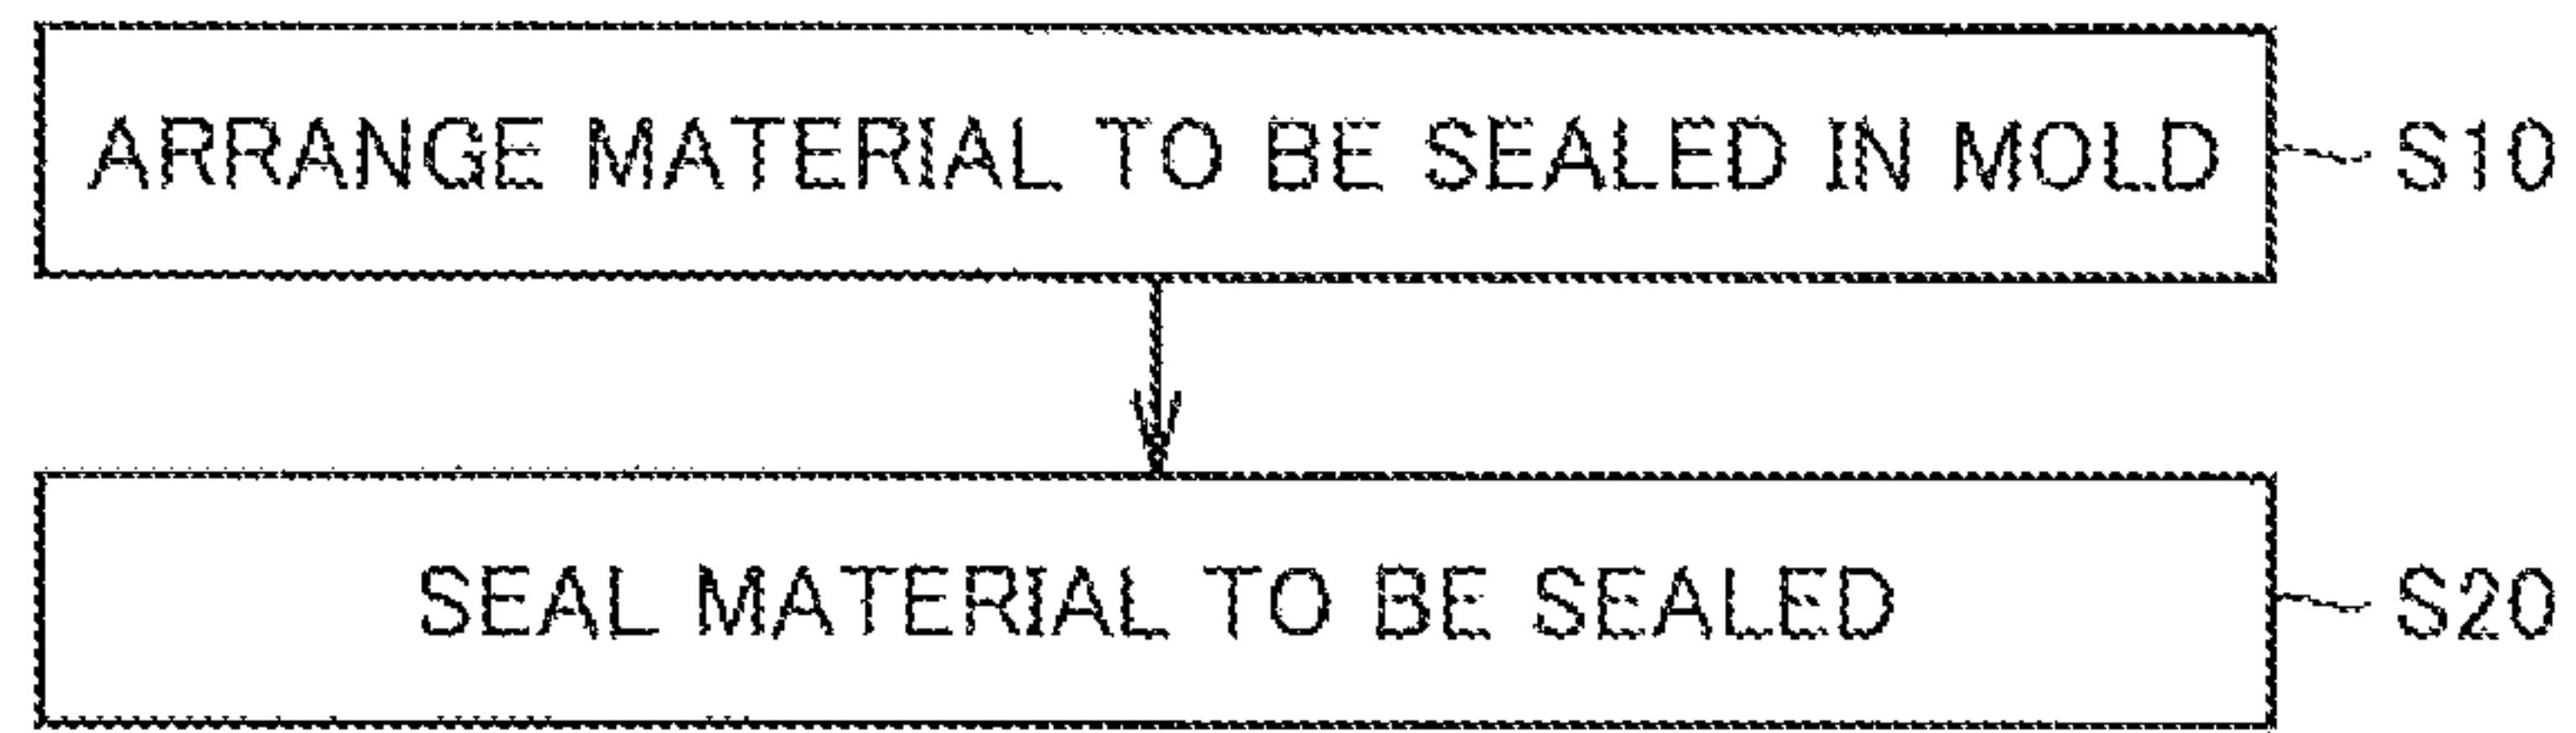 ARRANGE MATERIAL TO BE SEALED IN MOLD S10
SEAL MATERIAL TO BE SEALED S20